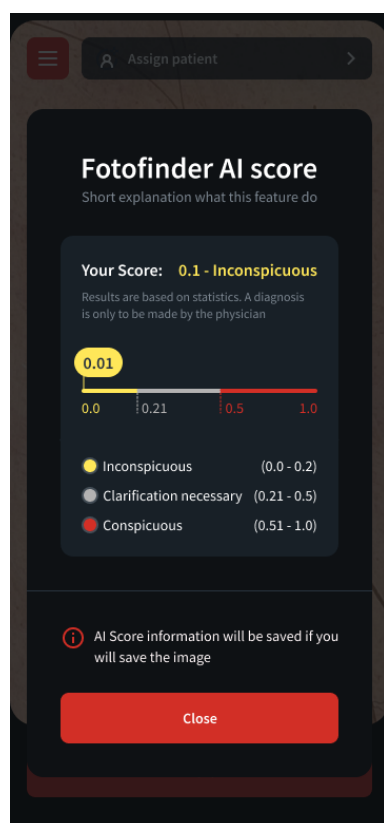 Assign patient
Fotofinder AI score
Short explanation what this feature do
Your Score: 0.1 - Inconspicuous
Results are based on statistics. A diagnosis
is only to be made by the physician
0.01
0.0 0.21 0.5 1.0
Inconspicuous (0.0 - 0.2)
Clarification necessary (0.21 - 0.5)
Conspicuous (0.51 - 1.0)
AI Score information will be saved if you
will save the image
Close